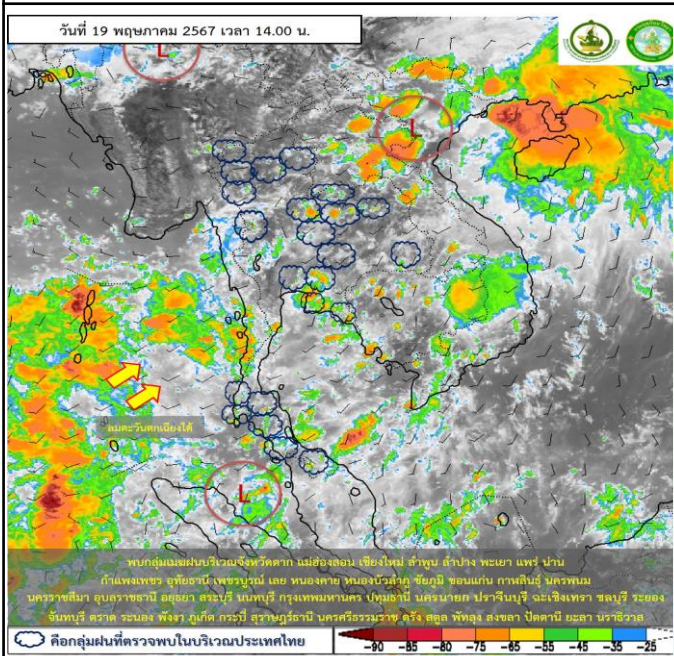 วันที่ 19 พฤษภาคม 2567 เวลา 14.00 น.
L
L
ลมตะวันตกเฉียงใต้
L
พบกลุ่มเมฆฝนบริเวณจังหวัดตาก แม่ฮ่องสอน เชียงใหม่ ลำพูน ลำปาง พะเยา แพร่ น่าน
กำแพงเพชร อุทัยธานี เพชรบูรณ์ เลย หนองคาย หนองบัวลำภู ชัยภูมิ ขอนแก่น กาฬสินธุ์ นครพนม
นครราชสีมา อุบลราชธานี อยุธยา สระบุรี นนทบุรี กรุงเทพมหานคร ปทุมธานี นครนายก ปราจีนบุรี ฉะเชิงเทรา ชลบุรี ระยอง
จันทบุรี ตราด ระนอง พังงา ภูเก็ต กระบี่ สุราษฎร์ธานี นครศรีธรรมราช ตรัง สตูล พัทลุง สงขลา ปัตตานี ยะลา นราธิวาส
คือกลุ่มฝนที่ตรวจพบในบริเวณประเทศไทย
-90 -85 -80 -75 -65 -55 -45 -35 -25